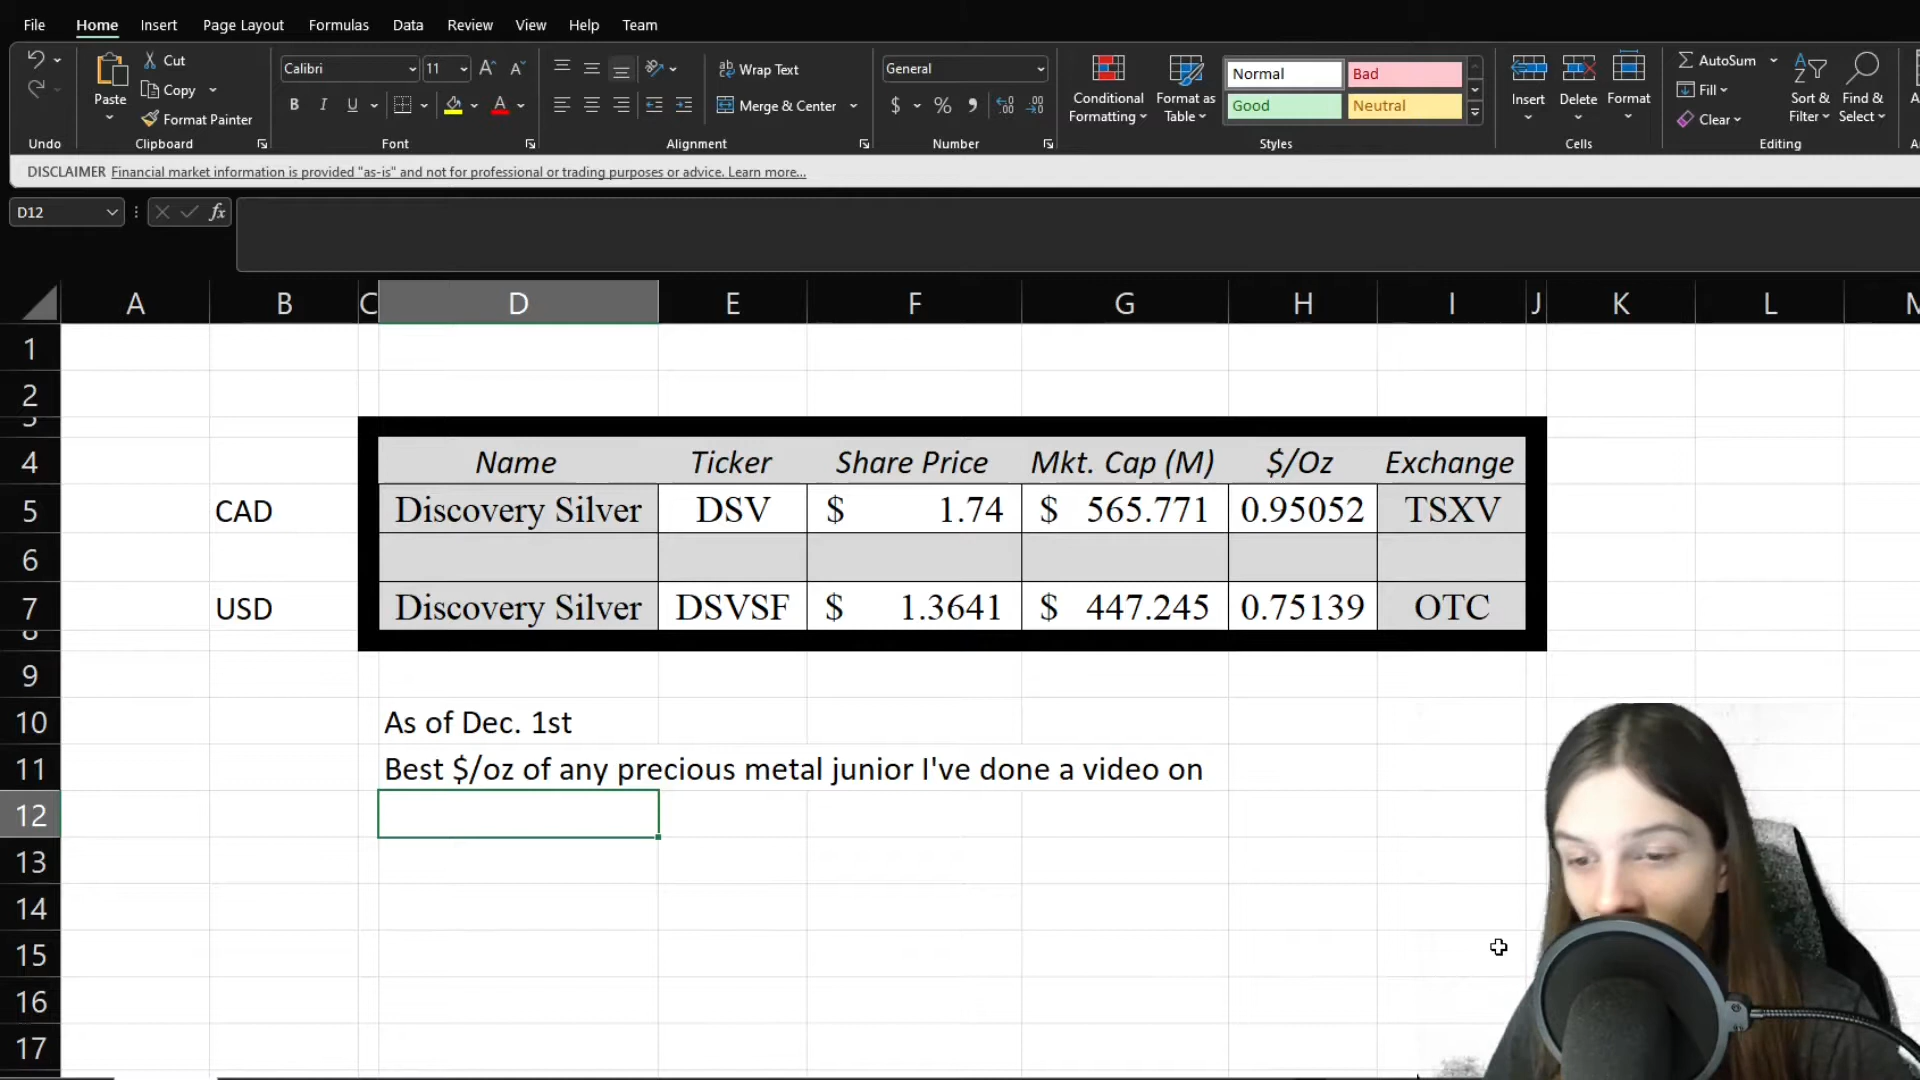 File Home Insert Page Layout Formulas Data Review View Help Team
Cut
Calibri 11 Wrap Text General Normal Bad AutoSum
Copy Fill
Paste Conditional Formatting Format as Table Insert Delete Format Sort & Filter Find & Select
B I U Merge & Center $ % Good Neutral
Format Painter Clear
Undo Clipboard Font Alignment Number Styles Cells Editing
DISCLAIMER Financial market information is provided "as-is" and not for professional or trading purposes or advice. Learn more...
D12 fx
A B C D E F G H I J K L M
1
2
3
4 Name Ticker Share Price Mkt. Cap (M) $/Oz Exchange
5 CAD Discovery Silver DSV $ 1.74 $ 565.771 0.95052 TSXV
6
7 USD Discovery Silver DSVSF $ 1.3641 $ 447.245 0.75139 OTC
8
9
10 As of Dec. 1st
11 Best $/oz of any precious metal junior I've done a video on
12
13
14
15
16
17